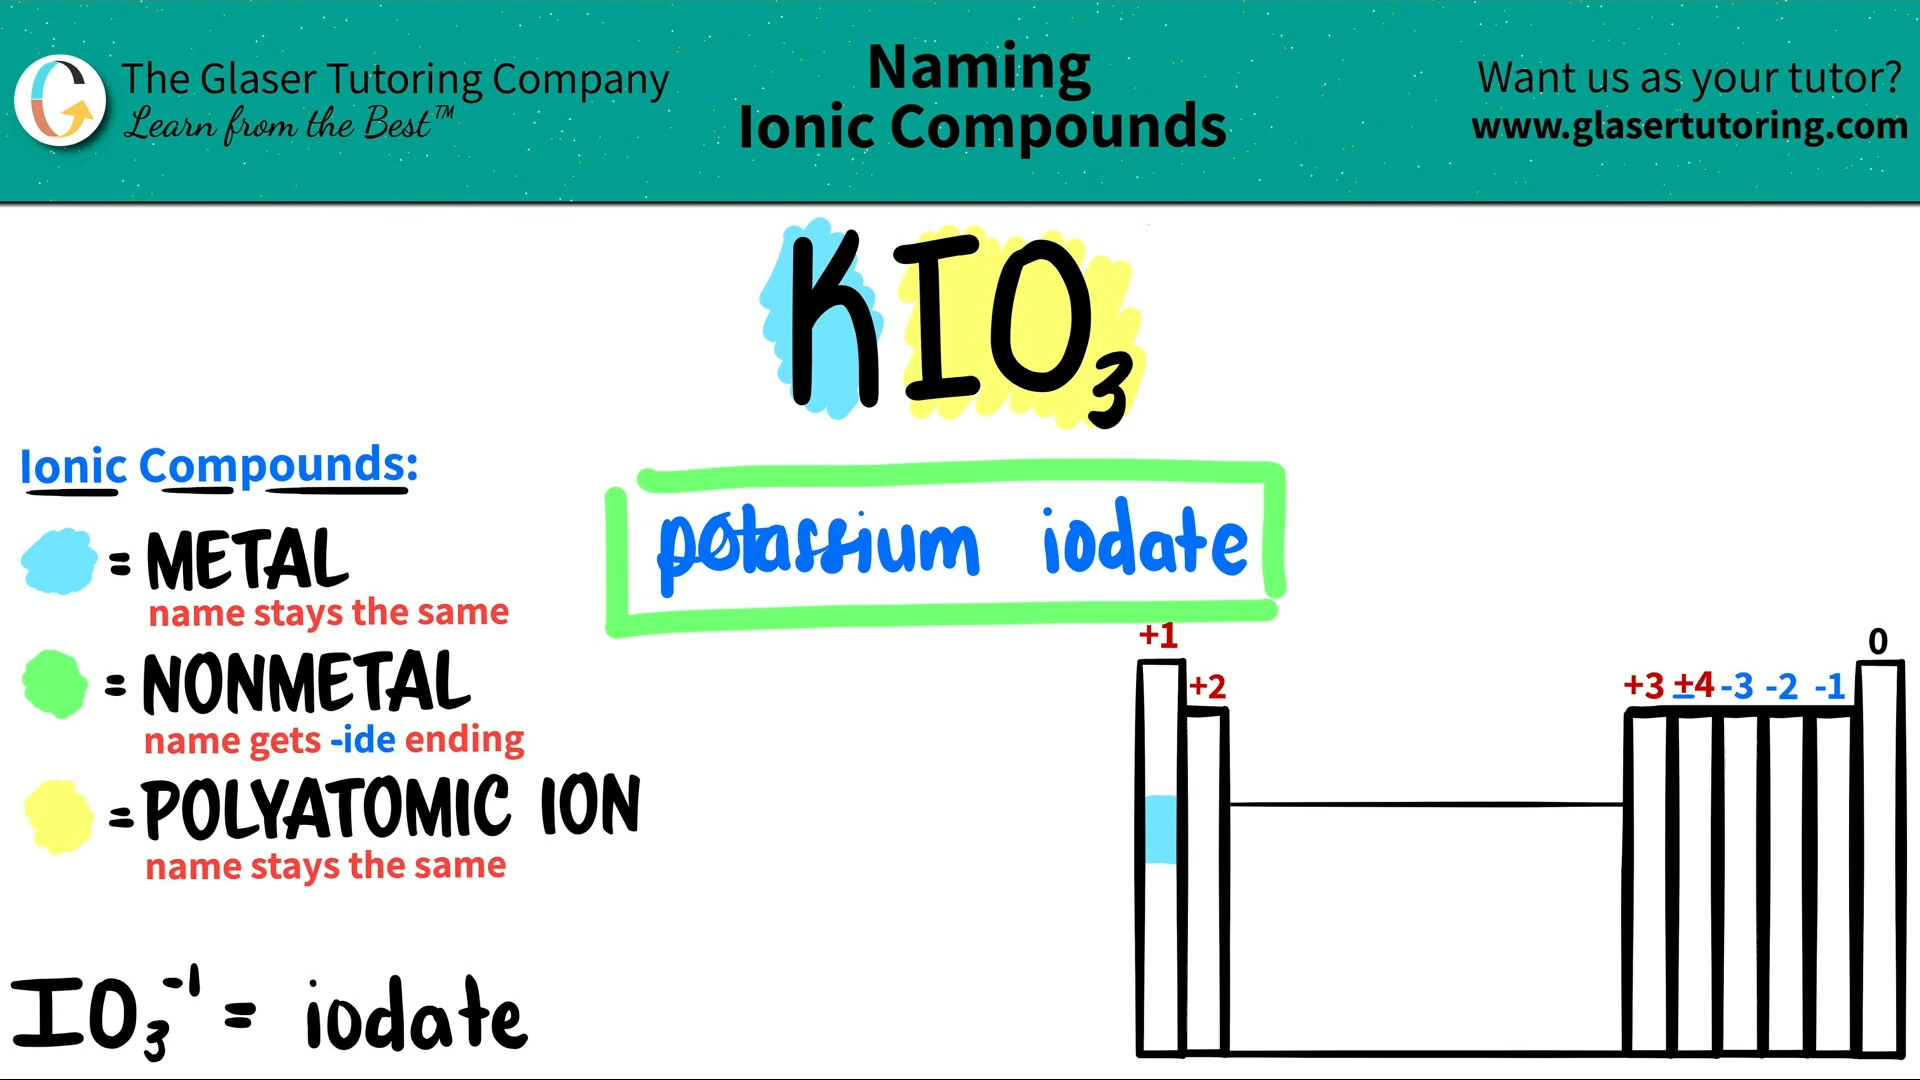 The Glaser Tutoring Company
Learn from the Best™
Naming
Ionic Compounds
Want us as your tutor?
www.glasertutoring.com
KIO₃
potassium iodate
Ionic Compounds:
= METAL
name stays the same
= NONMETAL
name gets -ide ending
= POLYATOMIC ION
name stays the same
IO₃⁻¹ = iodate
+1
+2
+3 ±4 -3 -2 -1
0